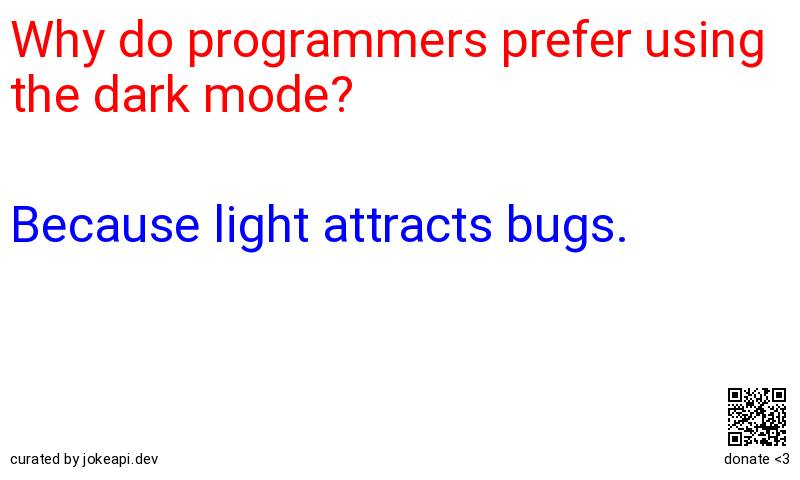 Why do programmers prefer using
the dark mode?
Because light attracts bugs.
curated by jokeapi.dev
donate <3